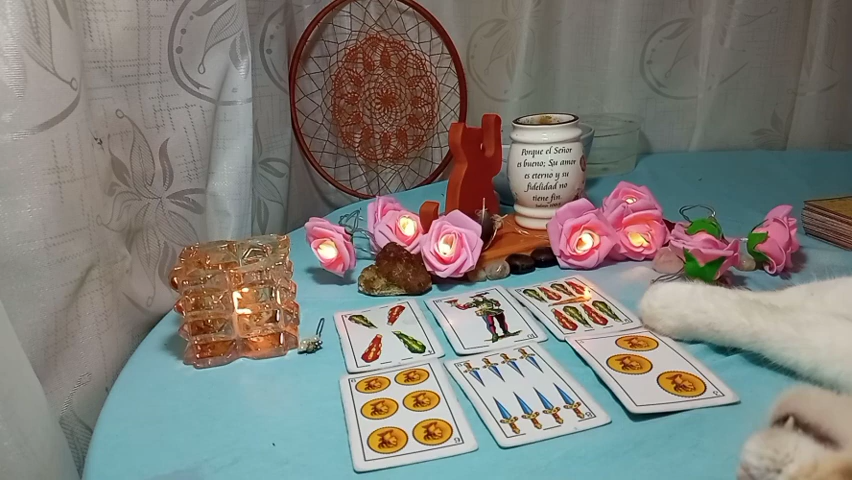 Porque el Señor
es bueno; Su amor
es eterno y su
fidelidad no
tiene fin